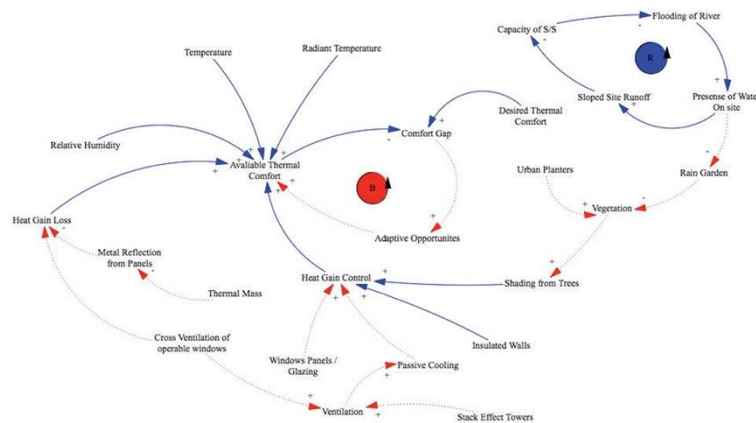 Flooding of River
Capacity of S/S
-
-
R
Temperature
Radiant Temperature
+
Sloped Site Runoff
+
Presense of Wate
On site
Desired Thermal
Comfort
+
Comfort Gap
-
Relative Humidity
+
+
+
+
Avaliable Thermal
Comfort
+
+
B
Urban Planters
-
Rain Garden
+
-
Vegetation
Heat Gain Loss
+
-
+
Adaptive Opportunites
Metal Reflection
from Panels
-
Thermal Mass
Heat Gain Control
+
+
Shading from Trees
+
+
+
Cross Ventilation of
operable windows
Insulated Walls
Windows Panels /
Glazing
Passive Cooling
+
+
Ventilation
+
Stack Effect Towers